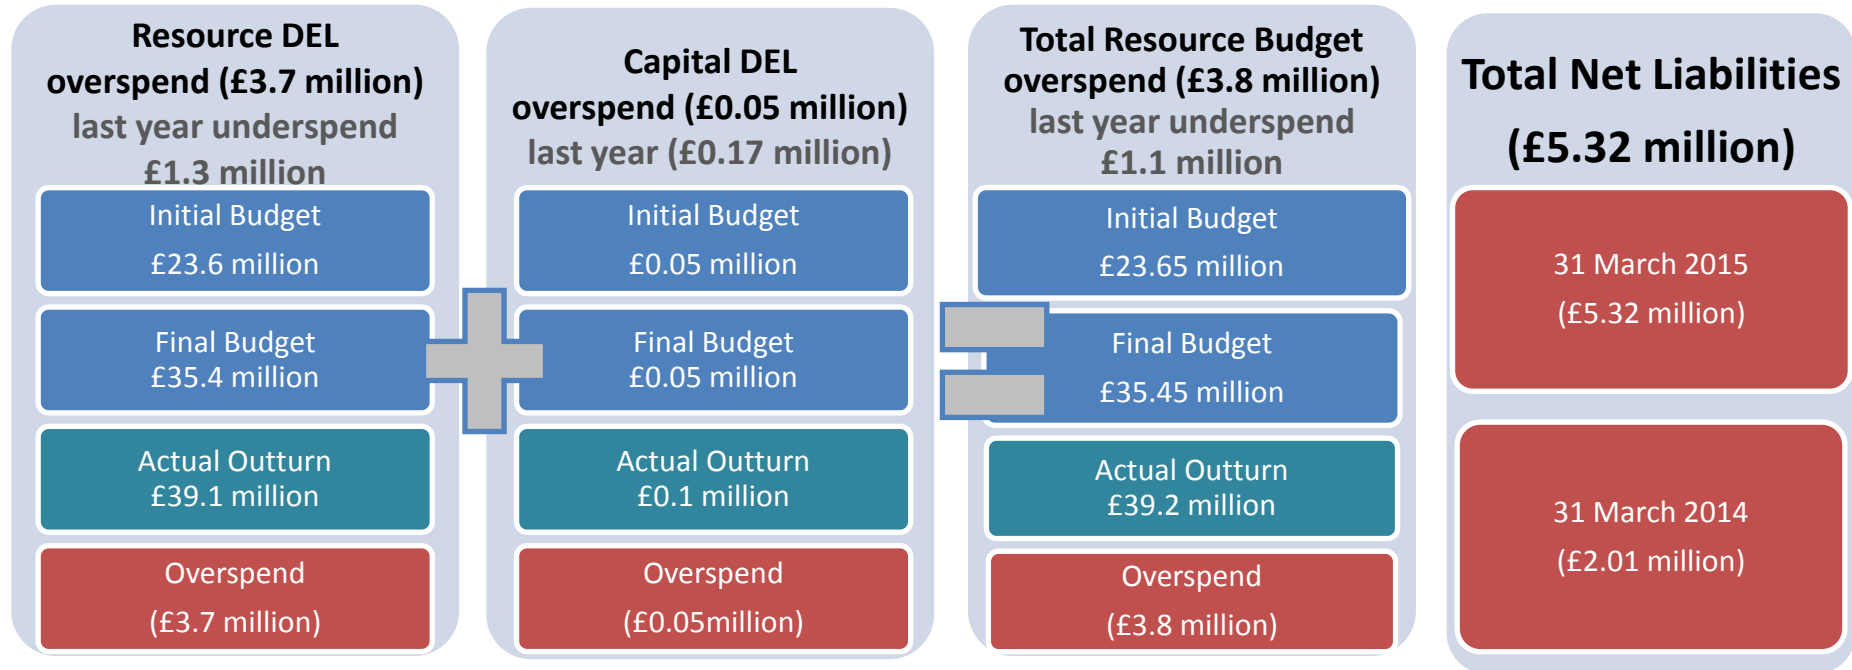 Resource DEL
overspend (£3.7 million)
last year underspend
£1.3 million
Initial Budget
£23.6 million
Final Budget
£35.4 million
Actual Outturn
£39.1 million
Overspend
(£3.7 million)
Capital DEL
overspend (£0.05 million)
last year (£0.17 million)
Initial Budget
£0.05 million
Final Budget
£0.05 million
Actual Outturn
£0.1 million
Overspend
(£0.05million)
Total Resource Budget
overspend (£3.8 million)
last year underspend
£1.1 million
Initial Budget
£23.65 million
Final Budget
£35.45 million
Actual Outturn
£39.2 million
Overspend
(£3.8 million)
Total Net Liabilities
(£5.32 million)
31 March 2015
(£5.32 million)
31 March 2014
(£2.01 million)